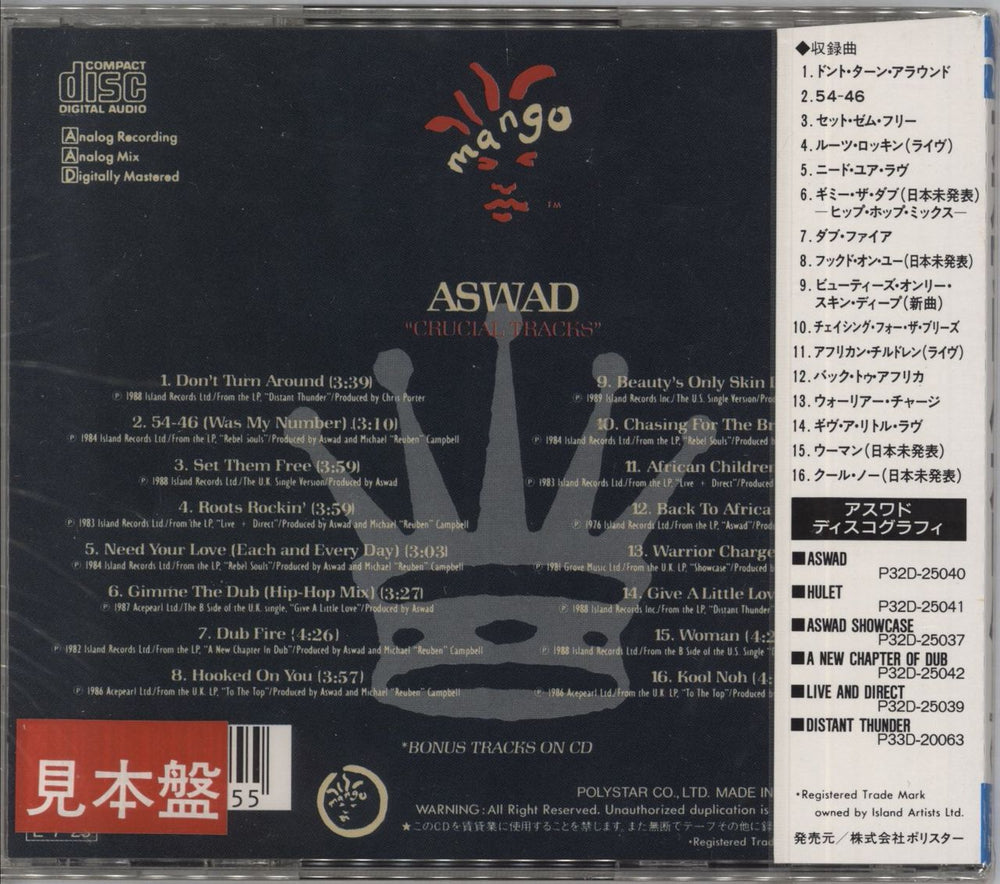 COMPACT
disc
DIGITAL AUDIO
Analog Recording
Analog Mix
Digitally Mastered
mango
TM
ASWAD
"CRUCIAL TRACKS"
1. Don't Turn Around (3:39)
℗ 1988 Island Records Ltd./From the LP, "Distant Thunder"/Produced by Chris Porter
2. 54-46 (Was My Number) (3:10)
℗ 1984 Island Records Ltd/From the LP, "Rebel Souls"/Produced by Aswad and Michael "Reuben" Campbell
3. Set Them Free (3:59)
℗ 1988 Island Records Ltd./The U.K. Single Version/Produced by Aswad
4. Roots Rockin' (3:59)
℗ 1983 Island Records Ltd/From the LP, "Live + Direct"/Produced by Aswad and Michael "Reuben" Campbell
5. Need Your Love (Each and Every Day) (3:03)
℗ 1984 Island Records Ltd./From the LP, "Rebel Souls"/Produced by Aswad and Michael "Reuben" Campbell
6. Gimme The Dub (Hip-Hop Mix) (3:27)
℗ 1987 Acepearl Ltd/The B Side of the U.K. single, "Give A Little Love"/Produced by Aswad
7. Dub Fire (4:26)
℗ 1982 Island Records Ltd./From the LP, "A New Chapter In Dub"/Produced by Aswad and Michael "Reuben" Campbell
8. Hooked On You (3:57)
℗ 1986 Acepearl Ltd./From the U.K. LP, "To The Top"/Produced by Aswad and Michael "Reuben" Campbell
9. Beauty's Only Skin
℗ 1989 Island Records Inc./The U.S. Single Version/Pro
10. Chasing For The Br
℗ 1984 Island Records Ltd./From the LP, "Rebel Souls"/Produced b
11. African Children
℗ 1983 Island Records Ltd./From the LP, "Live + Direct"/Produced
12. Back To Africa
℗ 1976 Island Records Ltd./From the LP, "Aswad"/Prod
13. Warrior Charge
℗ 1981 Grove Music Ltd./From the U.K. LP, "Showcase"/Produced b
14. Give A Little Lov
℗ 1988 Island Records Inc./From the LP, "Distant Thunder"
15. Woman (4:2
℗ 1988 Island Records Ltd./From the B Side of the U.S. Single
16. Kool Noh (4:
℗ 1986 Acepearl Ltd./From the U.K. LP, "To The Top"/Produced b
*BONUS TRACKS ON CD
見本盤
55
mango
POLYSTAR CO., LTD. MADE IN
WARNING: All Right Reserved. Unauthorized duplication is
★このCDを賃貸業に使用することを禁じます。また無断でテープその他に録
•Registered Trad
◆収録曲
1. ドント・ターン・アラウンド
2. 54-46
3. セット・ゼム・フリー
4. ルーツ・ロッキン(ライヴ)
5. ニード・ユア・ラヴ
6. ギミー・ザ・ダブ(日本未発表)
—ヒップ・ホップ・ミックス—
7. ダブ・ファイア
8. フックド・オン・ユー(日本未発表)
9. ビューティーズ・オンリー・
スキン・ディープ(新曲)
10. チェイシング・フォー・ザ・ブリーズ
11. アフリカン・チルドレン(ライヴ)
12. バック・トゥ・アフリカ
13. ウォーリアー・チャージ
14. ギヴ・ア・リトル・ラヴ
15. ウーマン(日本未発表)
16. クール・ノー(日本未発表)
アスワド
ディスコグラフィ
■ASWAD
P32D-25040
■HULET
P32D-25041
■ASWAD SHOWCASE
P32D-25037
■A NEW CHAPTER OF DUB
P32D-25042
■LIVE AND DIRECT
P32D-25039
■DISTANT THUNDER
P33D-20063
•Registered Trade Mark
owned by Island Artists Ltd.
発売元／株式会社ポリスター